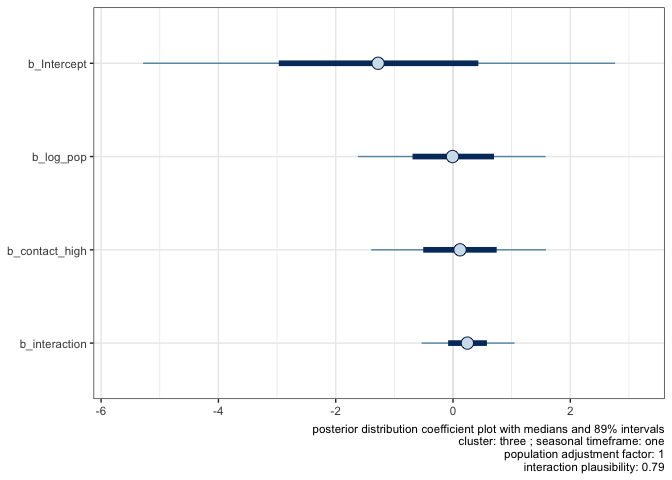 b_Intercept
b_log_pop
b_contact_high
b_interaction
-6 -4 -2 0 2
posterior distribution coefficient plot with medians and 89% intervals
cluster: three ; seasonal timeframe: one
population adjustment factor: 1
interaction plausibility: 0.79